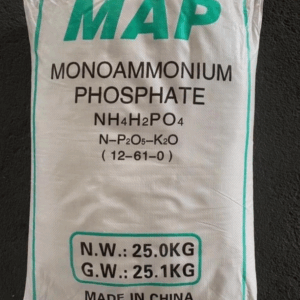 MAP
MONOAMMONIUM
PHOSPHATE
NH4H2PO4
N-P2O5-K2O
( 12-61-0 )
N.W.: 25.0KG
G.W.: 25.1KG
MADE IN CHINA